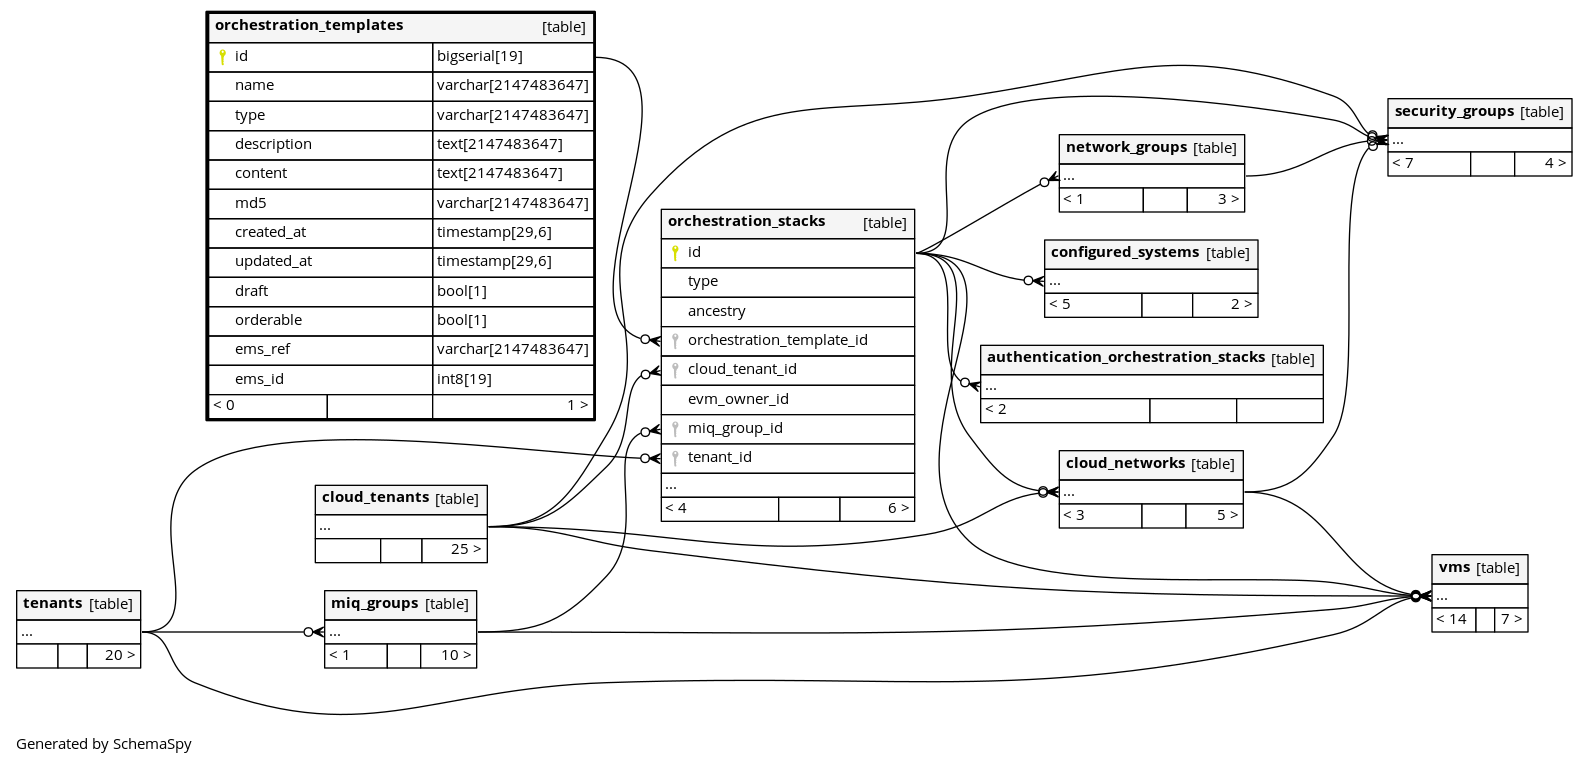 orchestration_templates [table]
id bigserial[19]
name varchar[2147483647]
type varchar[2147483647]
description text[2147483647]
content text[2147483647]
md5 varchar[2147483647]
created_at timestamp[29,6]
updated_at timestamp[29,6]
draft bool[1]
orderable bool[1]
ems_ref varchar[2147483647]
ems_id int8[19]
< 0 1 >
orchestration_stacks [table]
id
type
ancestry
orchestration_template_id
cloud_tenant_id
evm_owner_id
miq_group_id
tenant_id
...
< 4 6 >
security_groups [table]
...
< 7 4 >
network_groups [table]
...
< 1 3 >
configured_systems [table]
...
< 5 2 >
authentication_orchestration_stacks [table]
...
< 2
cloud_networks [table]
...
< 3 5 >
cloud_tenants [table]
...
25 >
vms [table]
...
< 14 7 >
tenants [table]
...
20 >
miq_groups [table]
...
< 1 10 >
Generated by SchemaSpy